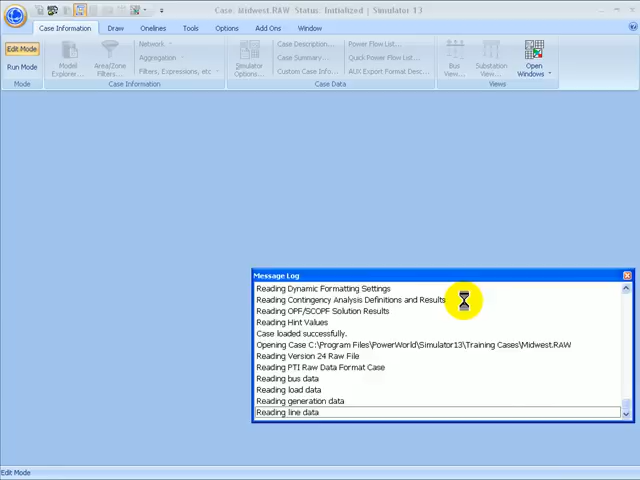 Case: Midwest.RAW Status: Initialized | Simulator 13
Case Information Draw Onelines Tools Options Add Ons Window
Edit Mode
Run Mode
Mode
Model Explorer...
Area/Zone Filters...
Network
Aggregation
Filters, Expressions, etc
Case Information
Simulator Options...
Case Description...
Case Summary...
Custom Case Info...
Power Flow List...
Quick Power Flow List...
AUX Export Format Desc...
Case Data
Bus View...
Substation View...
Open Windows
Views
Message Log
Reading Dynamic Formatting Settings
Reading Contingency Analysis Definitions and Results
Reading OPF/SCOPF Solution Results
Reading Hint Values
Case loaded successfully.
Opening Case C:\Program Files\PowerWorld\Simulator13\Training Cases\Midwest.RAW
Reading Version 24 Raw File
Reading PTI Raw Data Format Case
Reading bus data
Reading load data
Reading generation data
Reading line data
Edit Mode